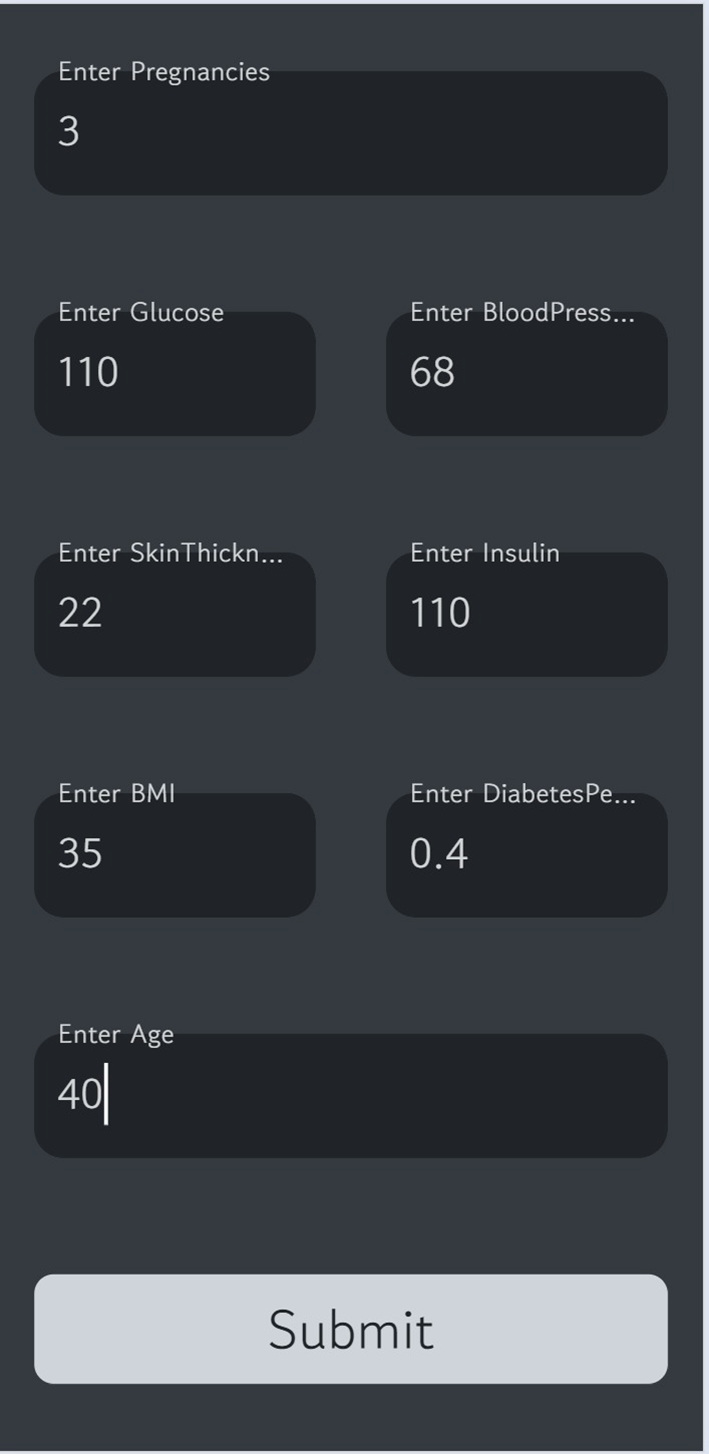 Enter Pregnancies
3
Enter Glucose
110
Enter BloodPress...
68
Enter SkinThickn...
22
Enter Insulin
110
Enter BMI
35
Enter DiabetesPe...
0.4
Enter Age
40
Submit